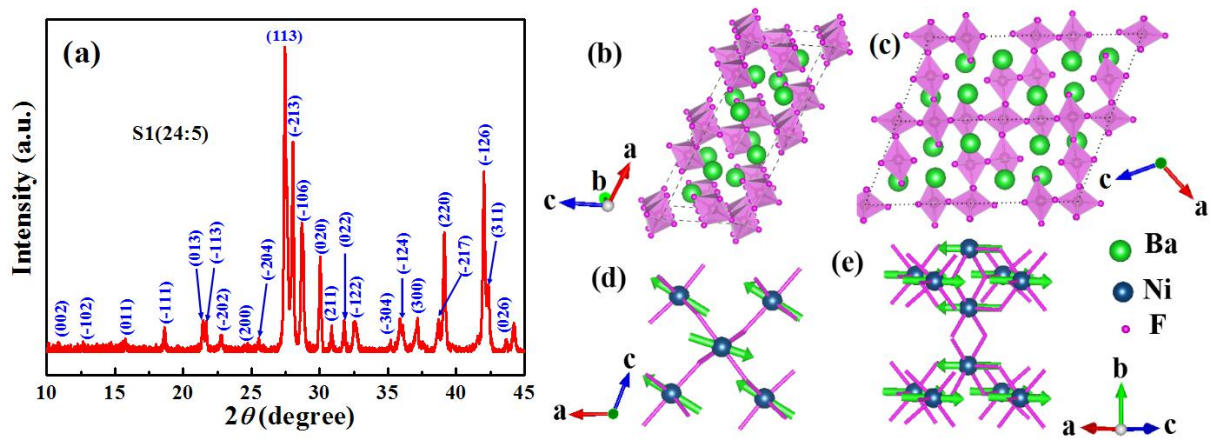 (a)
S1(24:5)
Intensity (a.u.)
(002)
(-102)
(011)
(-111)
(013)
(-113)
(-202)
(200)
(-204)
(113)
(-213)
(-106)
(020)
(211)
(022)
(-122)
(-304)
(-124)
(300)
(-217)
(220)
(-126)
(311)
(026)
10 15 20 25 30 35 40 45
2θ (degree)
(b)
a
b
c
(c)
c
a
(d)
c
a
(e)
b
a c
Ba
Ni
F